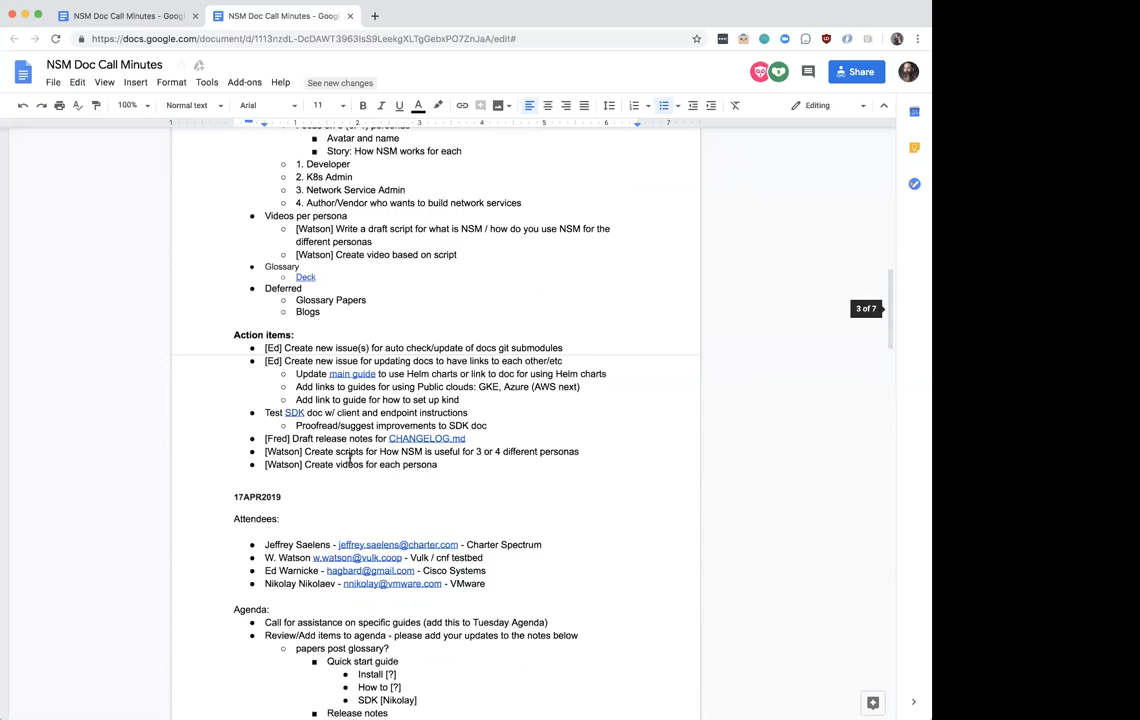 NSM Doc Call Minutes - Goog
NSM Doc Call Minutes - Goog
https://docs.google.com/document/d/1113nzdL-DcDAWT3963IsS9LeekgXLTgGebxPO7ZnJaA/edit#
NSM Doc Call Minutes
File Edit View Insert Format Tools Add-ons Help See new changes
Share
100% Normal text Arial 11 Editing
1 1 2 3 4 5 6 7
Avatar and name
Story: How NSM works for each
1. Developer
2. K8s Admin
3. Network Service Admin
4. Author/Vendor who wants to build network services
Videos per persona
[Watson] Write a draft script for what is NSM / how do you use NSM for the
different personas
[Watson] Create video based on script
Glossary
Deck
Deferred
Glossary Papers
Blogs
3 of 7
Action items:
[Ed] Create new issue(s) for auto check/update of docs git submodules
[Ed] Create new issue for updating docs to have links to each other/etc
Update main guide to use Helm charts or link to doc for using Helm charts
Add links to guides for using Public clouds: GKE, Azure (AWS next)
Add link to guide for how to set up kind
Test SDK doc w/ client and endpoint instructions
Proofread/suggest improvements to SDK doc
[Fred] Draft release notes for CHANGELOG.md
[Watson] Create scripts for How NSM is useful for 3 or 4 different personas
[Watson] Create videos for each persona
17APR2019
Attendees:
Jeffrey Saelens - jeffrey.saelens@charter.com - Charter Spectrum
W. Watson w.watson@vulk.coop - Vulk / cnf testbed
Ed Warnicke - hagbard@gmail.com - Cisco Systems
Nikolay Nikolaev - nnikolay@vmware.com - VMware
Agenda:
Call for assistance on specific guides (add this to Tuesday Agenda)
Review/Add items to agenda - please add your updates to the notes below
papers post glossary?
Quick start guide
Install [?]
How to [?]
SDK [Nikolay]
Release notes